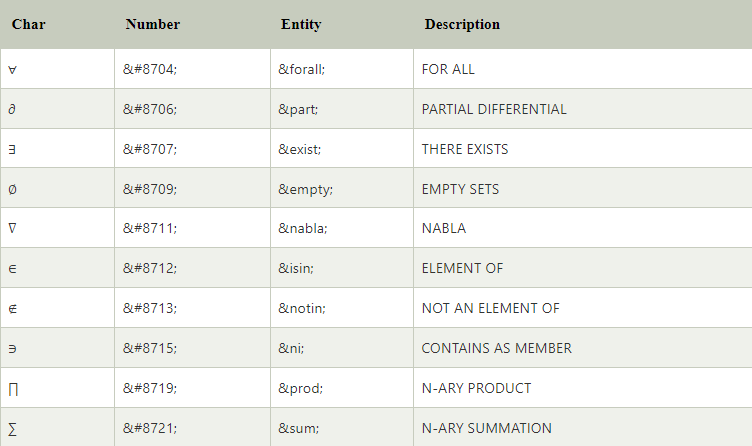 Char Number Entity Description
∀ &#8704; &forall; FOR ALL
∂ &#8706; &part; PARTIAL DIFFERENTIAL
∃ &#8707; &exist; THERE EXISTS
∅ &#8709; &empty; EMPTY SETS
∇ &#8711; &nabla; NABLA
∈ &#8712; &isin; ELEMENT OF
∉ &#8713; &notin; NOT AN ELEMENT OF
∋ &#8715; &ni; CONTAINS AS MEMBER
∏ &#8719; &prod; N-ARY PRODUCT
∑ &#8721; &sum; N-ARY SUMMATION